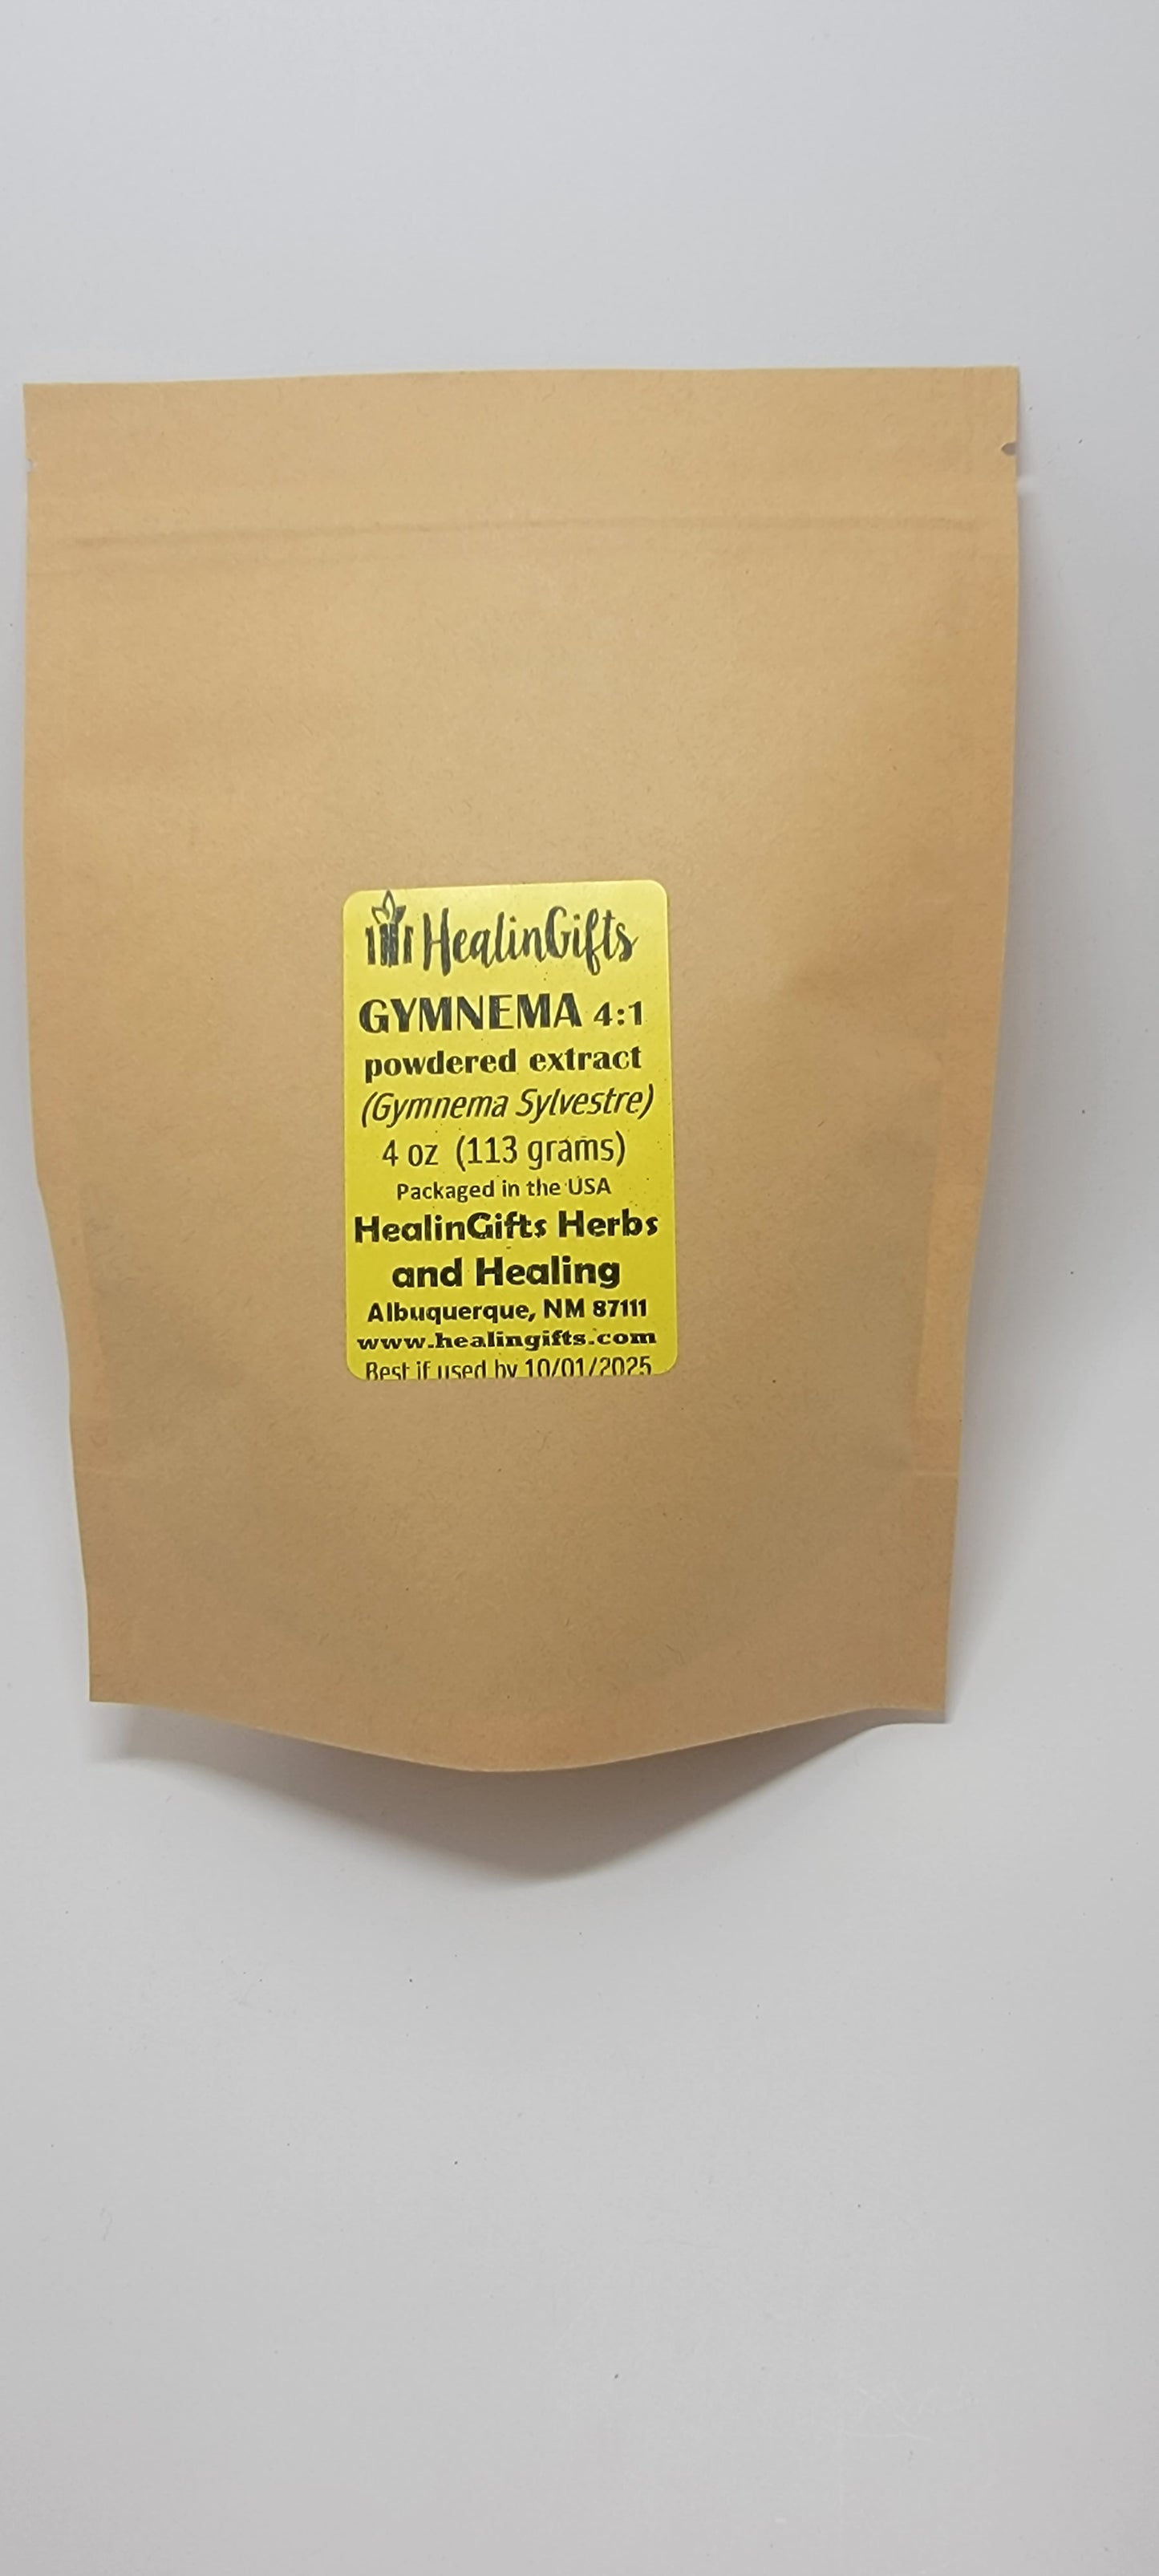 HealinGifts
GYMNEMA 4:1
powdered extract
(Gymnema Sylvestre)
4 oz (113 grams)
Packaged in the USA
HealinGifts Herbs
and Healing
Albuquerque, NM 87111
www.healingifts.com
Best if used by 10/01/2025